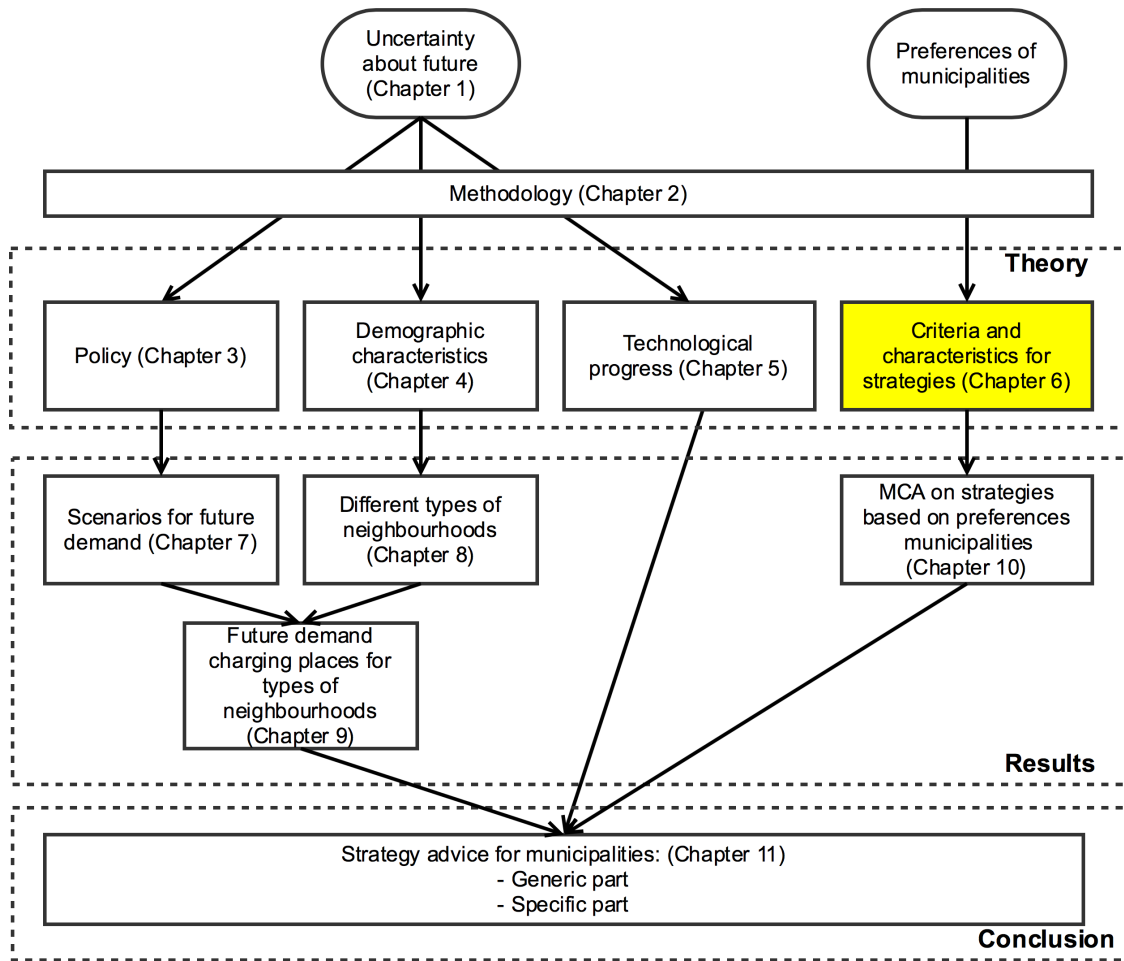 Uncertainty
about future
(Chapter 1)
Preferences of
municipalities
Methodology (Chapter 2)
Theory
Policy (Chapter 3)
Demographic
characteristics
(Chapter 4)
Technological
progress (Chapter 5)
Criteria and
characteristics for
strategies (Chapter 6)
Scenarios for future
demand (Chapter 7)
Different types of
neighbourhoods
(Chapter 8)
MCA on strategies
based on preferences
municipalities
(Chapter 10)
Future demand
charging places for
types of
neighbourhoods
(Chapter 9)
Results
Strategy advice for municipalities: (Chapter 11)
- Generic part
- Specific part
Conclusion